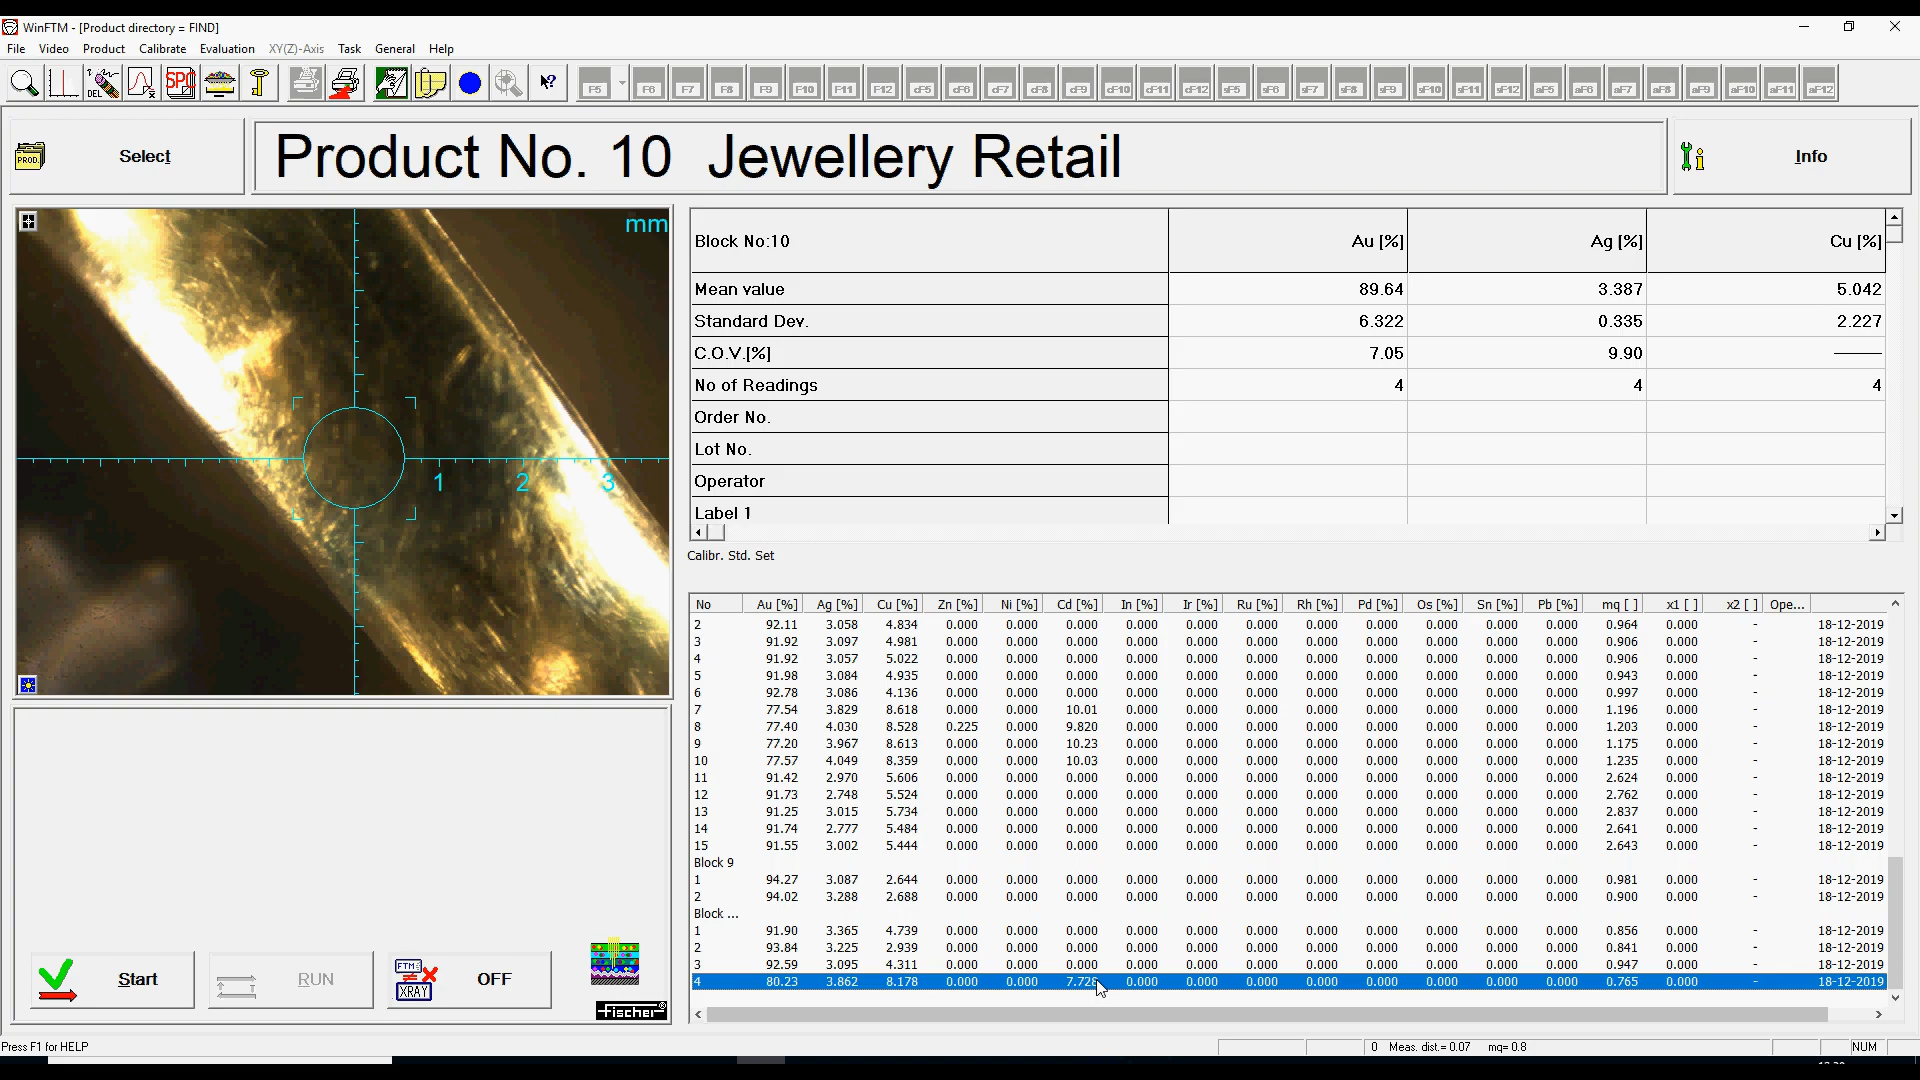 WinFTM - [Product directory = FIND]
File Video Product Calibrate Evaluation XY(Z)-Axis Task General Help
DEL SPC F5 F6 F7 F8 F9 F10 F11 F12 cF5 cF6 cF7 cF8 cF9 cF10 cF11 cF12 sF5 sF6 sF7 sF8 sF9 sF10 sF11 sF12 aF5 aF6 aF7 aF8 aF9 aF10 aF11 aF12
PROD. Select Product No. 10 Jewellery Retail Info
mm
1 2 3
Block No:10 Au [%] Ag [%] Cu [%]
Mean value 89.64 3.387 5.042
Standard Dev. 6.322 0.335 2.227
C.O.V.[%] 7.05 9.90 ——
No of Readings 4 4 4
Order No.
Lot No.
Operator
Label 1
Calibr. Std. Set
No Au [%] Ag [%] Cu [%] Zn [%] Ni [%] Cd [%] In [%] Ir [%] Ru [%] Rh [%] Pd [%] Os [%] Sn [%] Pb [%] mq [ ] x1 [ ] x2 [ ] Ope...
2 92.11 3.058 4.834 0.000 0.000 0.000 0.000 0.000 0.000 0.000 0.000 0.000 0.000 0.000 0.964 0.000 - 18-12-2019
3 91.92 3.097 4.981 0.000 0.000 0.000 0.000 0.000 0.000 0.000 0.000 0.000 0.000 0.000 0.906 0.000 - 18-12-2019
4 91.92 3.057 5.022 0.000 0.000 0.000 0.000 0.000 0.000 0.000 0.000 0.000 0.000 0.000 0.906 0.000 - 18-12-2019
5 91.98 3.084 4.935 0.000 0.000 0.000 0.000 0.000 0.000 0.000 0.000 0.000 0.000 0.000 0.943 0.000 - 18-12-2019
6 92.78 3.086 4.136 0.000 0.000 0.000 0.000 0.000 0.000 0.000 0.000 0.000 0.000 0.000 0.997 0.000 - 18-12-2019
7 77.54 3.829 8.618 0.000 0.000 10.01 0.000 0.000 0.000 0.000 0.000 0.000 0.000 0.000 1.196 0.000 - 18-12-2019
8 77.40 4.030 8.528 0.225 0.000 9.820 0.000 0.000 0.000 0.000 0.000 0.000 0.000 0.000 1.203 0.000 - 18-12-2019
9 77.20 3.967 8.613 0.000 0.000 10.23 0.000 0.000 0.000 0.000 0.000 0.000 0.000 0.000 1.175 0.000 - 18-12-2019
10 77.57 4.049 8.359 0.000 0.000 10.03 0.000 0.000 0.000 0.000 0.000 0.000 0.000 0.000 1.235 0.000 - 18-12-2019
11 91.42 2.970 5.606 0.000 0.000 0.000 0.000 0.000 0.000 0.000 0.000 0.000 0.000 0.000 2.624 0.000 - 18-12-2019
12 91.73 2.748 5.524 0.000 0.000 0.000 0.000 0.000 0.000 0.000 0.000 0.000 0.000 0.000 2.762 0.000 - 18-12-2019
13 91.25 3.015 5.734 0.000 0.000 0.000 0.000 0.000 0.000 0.000 0.000 0.000 0.000 0.000 2.837 0.000 - 18-12-2019
14 91.74 2.777 5.484 0.000 0.000 0.000 0.000 0.000 0.000 0.000 0.000 0.000 0.000 0.000 2.641 0.000 - 18-12-2019
15 91.55 3.002 5.444 0.000 0.000 0.000 0.000 0.000 0.000 0.000 0.000 0.000 0.000 0.000 2.643 0.000 - 18-12-2019
Block 9
1 94.27 3.087 2.644 0.000 0.000 0.000 0.000 0.000 0.000 0.000 0.000 0.000 0.000 0.000 0.981 0.000 - 18-12-2019
2 94.02 3.288 2.688 0.000 0.000 0.000 0.000 0.000 0.000 0.000 0.000 0.000 0.000 0.000 0.900 0.000 - 18-12-2019
Block ...
1 91.90 3.365 4.739 0.000 0.000 0.000 0.000 0.000 0.000 0.000 0.000 0.000 0.000 0.000 0.856 0.000 - 18-12-2019
2 93.84 3.225 2.939 0.000 0.000 0.000 0.000 0.000 0.000 0.000 0.000 0.000 0.000 0.000 0.841 0.000 - 18-12-2019
3 92.59 3.095 4.311 0.000 0.000 0.000 0.000 0.000 0.000 0.000 0.000 0.000 0.000 0.000 0.947 0.000 - 18-12-2019
4 80.23 3.862 8.178 0.000 0.000 7.728 0.000 0.000 0.000 0.000 0.000 0.000 0.000 0.000 0.765 0.000 - 18-12-2019
Start RUN FTM XRAY OFF
Fischer®
Press F1 for HELP 0 Meas. dist.= 0.07 mq= 0.8 NUM